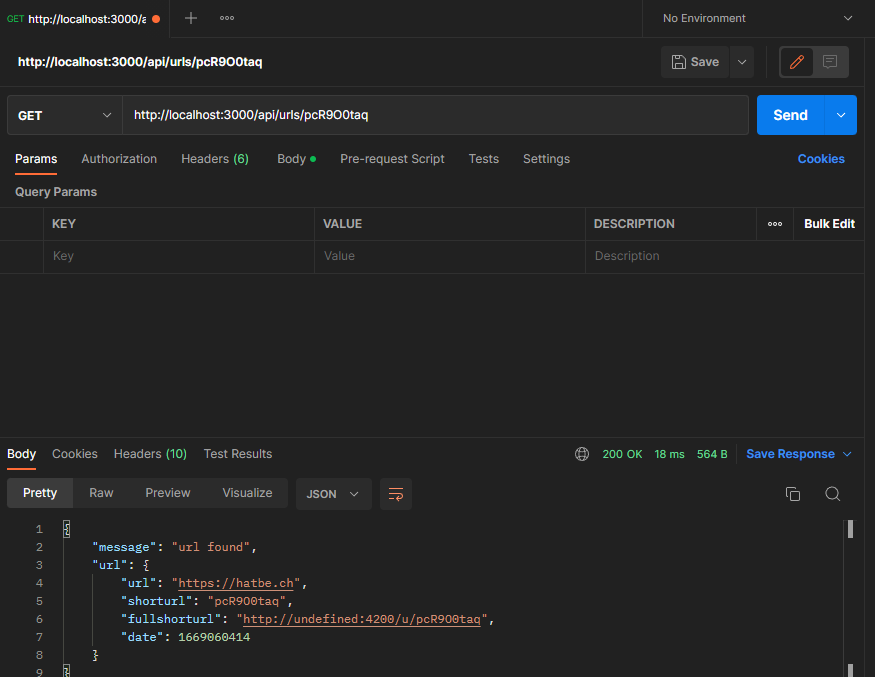 GET http://localhost:3000/a
No Environment
http://localhost:3000/api/urls/pcR9O0taq
Save
GET http://localhost:3000/api/urls/pcR9O0taq Send
Params Authorization Headers (6) Body Pre-request Script Tests Settings Cookies
Query Params
KEY VALUE DESCRIPTION Bulk Edit
Key Value Description
Body Cookies Headers (10) Test Results 200 OK 18 ms 564 B Save Response
Pretty Raw Preview Visualize JSON
1 {
2 "message": "url found",
3 "url": {
4 "url": "https://hatbe.ch",
5 "shorturl": "pcR9O0taq",
6 "fullshorturl": "http://undefined:4200/u/pcR9O0taq",
7 "date": 1669060414
8 }
9 }